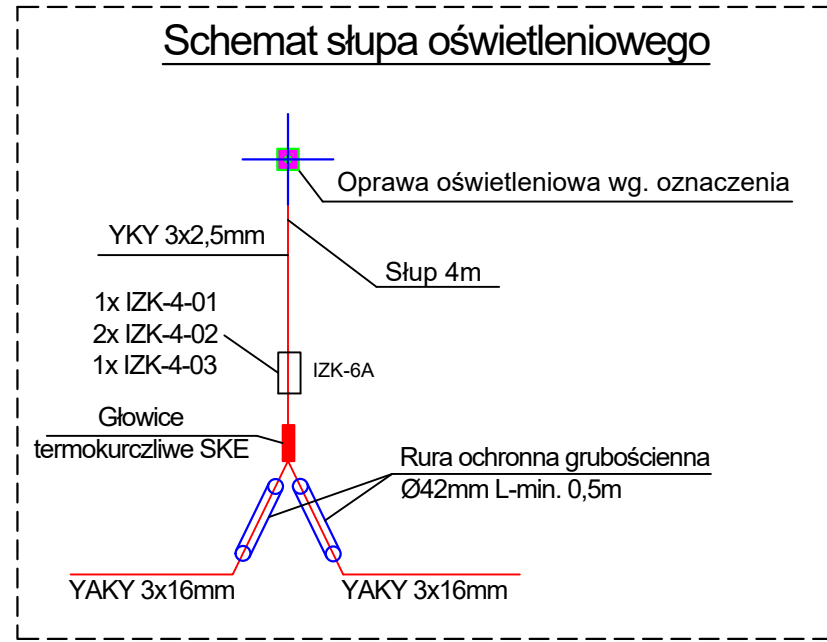 Schemat słupa oświetleniowego
Oprawa oświetleniowa wg. oznaczenia
YKY 3x2,5mm
Słup 4m
1x IZK-4-01
2x IZK-4-02
1x IZK-4-03
IZK-6A
Głowice
termokurczliwe SKE
Rura ochronna grubościenna
Ø42mm L-min. 0,5m
YAKY 3x16mm
YAKY 3x16mm